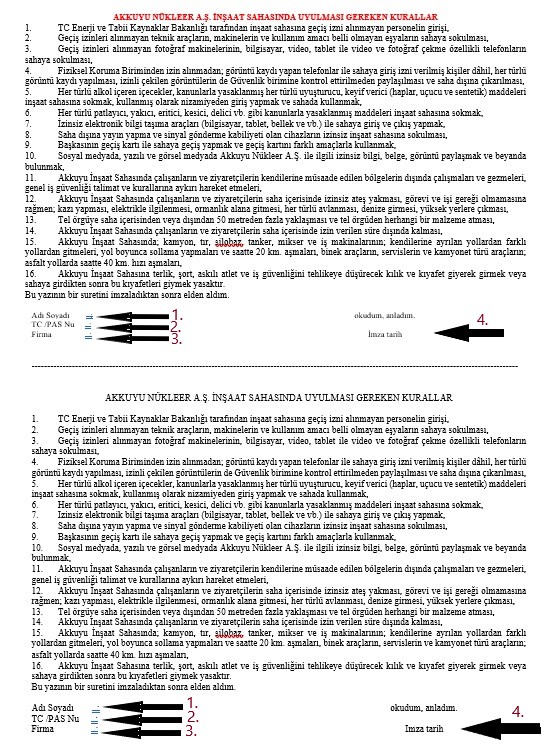 AKKUYU NÜKLEER A.Ş. İNŞAAT SAHASINDA UYULMASI GEREKEN KURALLAR
1. TC Enerji ve Tabii Kaynaklar Bakanlığı tarafından inşaat sahasına geçiş izni alınmayan personelin girişi,
2. Geçiş izinleri alınmayan teknik araçların, makinelerin ve kullanım amacı belli olmayan eşyaların sahaya sokulması,
3. Geçiş izinleri alınmayan fotoğraf makinelerinin, bilgisayar, video, tablet ile video ve fotoğraf çekme özellikli telefonların
sahaya sokulması,
4. Fiziksel Koruma Biriminden izin alınmadan; görüntü kaydı yapan telefonlar ile sahaya giriş izni verilmiş kişiler dâhil, her türlü
görüntü kaydı yapılması, izinli çekilen görüntülerin de Güvenlik birimine kontrol ettirilmeden paylaşılması ve saha dışına çıkarılması,
5. Her türlü alkol içeren içecekler, kanunlarla yasaklanmış her türlü uyuşturucu, keyif verici (haplar, uçucu ve sentetik) maddeleri
inşaat sahasına sokmak, kullanmış olarak nizamiyeden giriş yapmak ve sahada kullanmak,
6. Her türlü patlayıcı, yakıcı, eritici, kesici, delici vb. gibi kanunlarla yasaklanmış maddeleri inşaat sahasına sokmak,
7. İzinsiz elektronik bilgi taşıma araçları (bilgisayar, tablet, bellek ve vb.) ile sahaya giriş ve çıkış yapmak,
8. Saha dışına yayın yapma ve sinyal gönderme kabiliyeti olan cihazların izinsiz inşaat sahasına sokulması,
9. Başkasının geçiş kartı ile sahaya geçiş yapmak ve geçiş kartını farklı amaçlarla kullanmak,
10. Sosyal medyada, yazılı ve görsel medyada Akkuyu Nükleer A.Ş. ile ilgili izinsiz bilgi, belge, görüntü paylaşmak ve beyanda
bulunmak,
11. Akkuyu İnşaat Sahasında çalışanların ve ziyaretçilerin kendilerine müsaade edilen bölgelerin dışında çalışmaları ve gezmeleri,
genel iş güvenliği talimat ve kurallarına aykırı hareket etmeleri,
12. Akkuyu İnşaat Sahasında çalışanların ve ziyaretçilerin saha içerisinde izinsiz ateş yakması, görevi ve işi gereği olmamasına
rağmen; kazı yapması, elektrikle ilgilenmesi, ormanlık alana gitmesi, her türlü avlanması, denize girmesi, yüksek yerlere çıkması,
13. Tel örgüye saha içerisinden veya dışından 50 metreden fazla yaklaşması ve tel örgüden herhangi bir malzeme atması,
14. Akkuyu İnşaat Sahasında çalışanların ve ziyaretçilerin saha içerisinde izin verilen süre dışında kalması,
15. Akkuyu İnşaat Sahasında; kamyon, tır, silobaz, tanker, mikser ve iş makinalarının; kendilerine ayrılan yollardan farklı
yollardan gitmeleri, yol boyunca sollama yapmaları ve saatte 20 km. aşmaları, binek araçların, servislerin ve kamyonet türü araçların;
asfalt yollarda saatte 40 km. hızı aşmaları,
16. Akkuyu İnşaat Sahasına terlik, şort, askılı atlet ve iş güvenliğini tehlikeye düşürecek kılık ve kıyafet giyerek girmek veya
sahaya girdikten sonra bu kıyafetleri giymek yasaktır.
Bu yazının bir suretini imzaladıktan sonra elden aldım.
Adı Soyadı : 1. okudum, anladım.
TC /PAS Nu : 2. 4.
Firma : 3. İmza tarih
AKKUYU NÜKLEER A.Ş. İNŞAAT SAHASINDA UYULMASI GEREKEN KURALLAR
1. TC Enerji ve Tabii Kaynaklar Bakanlığı tarafından inşaat sahasına geçiş izni alınmayan personelin girişi,
2. Geçiş izinleri alınmayan teknik araçların, makinelerin ve kullanım amacı belli olmayan eşyaların sahaya sokulması,
3. Geçiş izinleri alınmayan fotoğraf makinelerinin, bilgisayar, video, tablet ile video ve fotoğraf çekme özellikli telefonların
sahaya sokulması,
4. Fiziksel Koruma Biriminden izin alınmadan; görüntü kaydı yapan telefonlar ile sahaya giriş izni verilmiş kişiler dâhil, her türlü
görüntü kaydı yapılması, izinli çekilen görüntülerin de Güvenlik birimine kontrol ettirilmeden paylaşılması ve saha dışına çıkarılması,
5. Her türlü alkol içeren içecekler, kanunlarla yasaklanmış her türlü uyuşturucu, keyif verici (haplar, uçucu ve sentetik) maddeleri
inşaat sahasına sokmak, kullanmış olarak nizamiyeden giriş yapmak ve sahada kullanmak,
6. Her türlü patlayıcı, yakıcı, eritici, kesici, delici vb. gibi kanunlarla yasaklanmış maddeleri inşaat sahasına sokmak,
7. İzinsiz elektronik bilgi taşıma araçları (bilgisayar, tablet, bellek ve vb.) ile sahaya giriş ve çıkış yapmak,
8. Saha dışına yayın yapma ve sinyal gönderme kabiliyeti olan cihazların izinsiz inşaat sahasına sokulması,
9. Başkasının geçiş kartı ile sahaya geçiş yapmak ve geçiş kartını farklı amaçlarla kullanmak,
10. Sosyal medyada, yazılı ve görsel medyada Akkuyu Nükleer A.Ş. ile ilgili izinsiz bilgi, belge, görüntü paylaşmak ve beyanda
bulunmak,
11. Akkuyu İnşaat Sahasında çalışanların ve ziyaretçilerin kendilerine müsaade edilen bölgelerin dışında çalışmaları ve gezmeleri,
genel iş güvenliği talimat ve kurallarına aykırı hareket etmeleri,
12. Akkuyu İnşaat Sahasında çalışanların ve ziyaretçilerin saha içerisinde izinsiz ateş yakması, görevi ve işi gereği olmamasına
rağmen; kazı yapması, elektrikle ilgilenmesi, ormanlık alana gitmesi, her türlü avlanması, denize girmesi, yüksek yerlere çıkması,
13. Tel örgüye saha içerisinden veya dışından 50 metreden fazla yaklaşması ve tel örgüden herhangi bir malzeme atması,
14. Akkuyu İnşaat Sahasında çalışanların ve ziyaretçilerin saha içerisinde izin verilen süre dışında kalması,
15. Akkuyu İnşaat Sahasında; kamyon, tır, silobaz, tanker, mikser ve iş makinalarının; kendilerine ayrılan yollardan farklı
yollardan gitmeleri, yol boyunca sollama yapmaları ve saatte 20 km. aşmaları, binek araçların, servislerin ve kamyonet türü araçların;
asfalt yollarda saatte 40 km. hızı aşmaları,
16. Akkuyu İnşaat Sahasına terlik, şort, askılı atlet ve iş güvenliğini tehlikeye düşürecek kılık ve kıyafet giyerek girmek veya
sahaya girdikten sonra bu kıyafetleri giymek yasaktır.
Bu yazının bir suretini imzaladıktan sonra elden aldım.
Adı Soyadı : 1. okudum, anladım.
TC /PAS Nu : 2. 4.
Firma : 3. İmza tarih